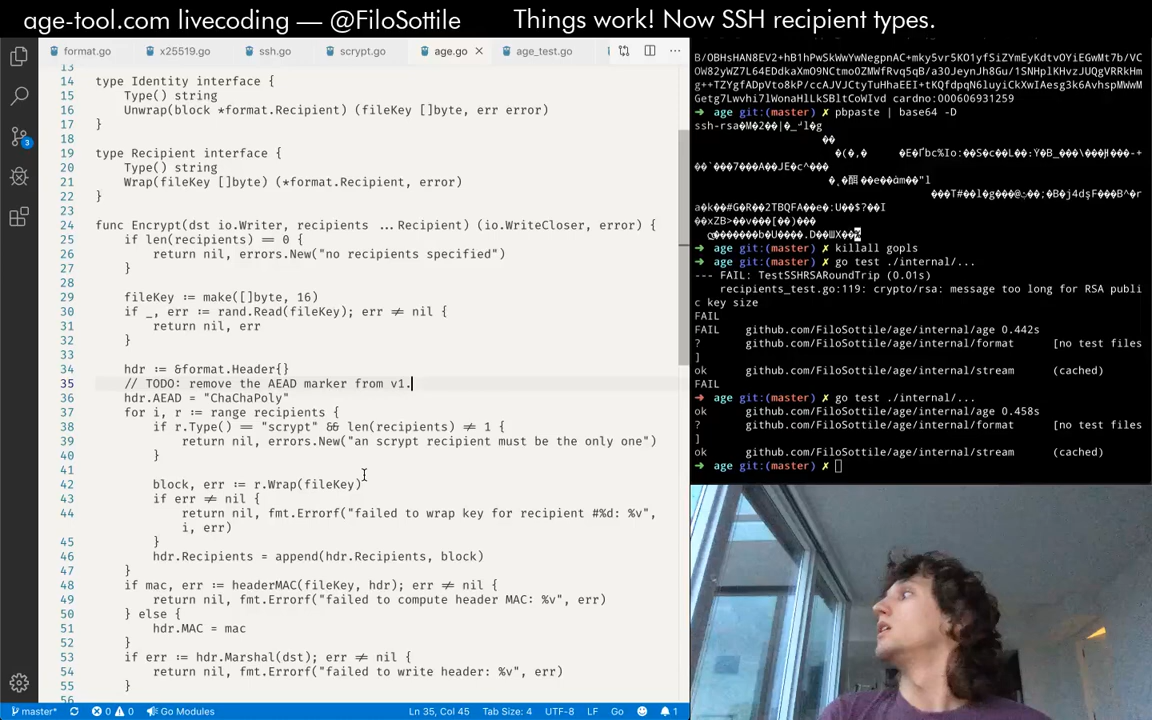 age-tool.com livecoding — @FiloSottile
Things work! Now SSH recipient types.
format.go
x25519.go
ssh.go
scrypt.go
age.go
age_test.go
13
14 type Identity interface {
15 Type() string
16 Unwrap(block *format.Recipient) (fileKey []byte, err error)
17 }
18
19 type Recipient interface {
20 Type() string
21 Wrap(fileKey []byte) (*format.Recipient, error)
22 }
23
24 func Encrypt(dst io.Writer, recipients ...Recipient) (io.WriteCloser, error) {
25 if len(recipients) == 0 {
26 return nil, errors.New("no recipients specified")
27 }
28
29 fileKey := make([]byte, 16)
30 if _, err := rand.Read(fileKey); err ≠ nil {
31 return nil, err
32 }
33
34 hdr := &format.Header{}
35 // TODO: remove the AEAD marker from v1.
36 hdr.AEAD = "ChaChaPoly"
37 for i, r := range recipients {
38 if r.Type() == "scrypt" && len(recipients) ≠ 1 {
39 return nil, errors.New("an scrypt recipient must be the only one")
40 }
41
42 block, err := r.Wrap(fileKey)
43 if err ≠ nil {
44 return nil, fmt.Errorf("failed to wrap key for recipient #%d: %v",
i, err)
45 }
46 hdr.Recipients = append(hdr.Recipients, block)
47 }
48 if mac, err := headerMAC(fileKey, hdr); err ≠ nil {
49 return nil, fmt.Errorf("failed to compute header MAC: %v", err)
50 } else {
51 hdr.MAC = mac
52 }
53 if err := hdr.Marshal(dst); err ≠ nil {
54 return nil, fmt.Errorf("failed to write header: %v", err)
55 }
3
master*
0 0
Go Modules
Ln 35, Col 45
Tab Size: 4
UTF-8
LF
Go
1
cardno:000606931259
→ age git:(master) ✗ pbpaste | base64 -D
ssh-rsa
→ age git:(master) ✗ killall gopls
→ age git:(master) ✗ go test ./internal/...
--- FAIL: TestSSHRSARoundTrip (0.01s)
recipients_test.go:119: crypto/rsa: message too long for RSA publi
c key size
FAIL
FAIL github.com/FiloSottile/age/internal/age 0.442s
? github.com/FiloSottile/age/internal/format [no test files
]
ok github.com/FiloSottile/age/internal/stream (cached)
FAIL
→ age git:(master) ✗ go test ./internal/...
ok github.com/FiloSottile/age/internal/age 0.458s
? github.com/FiloSottile/age/internal/format [no test files
]
ok github.com/FiloSottile/age/internal/stream (cached)
→ age git:(master) ✗